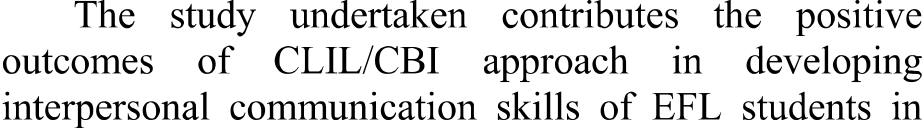 The study undertaken contributes the positive
outcomes of CLIL/CBI approach in developing
interpersonal communication skills of EFL students in